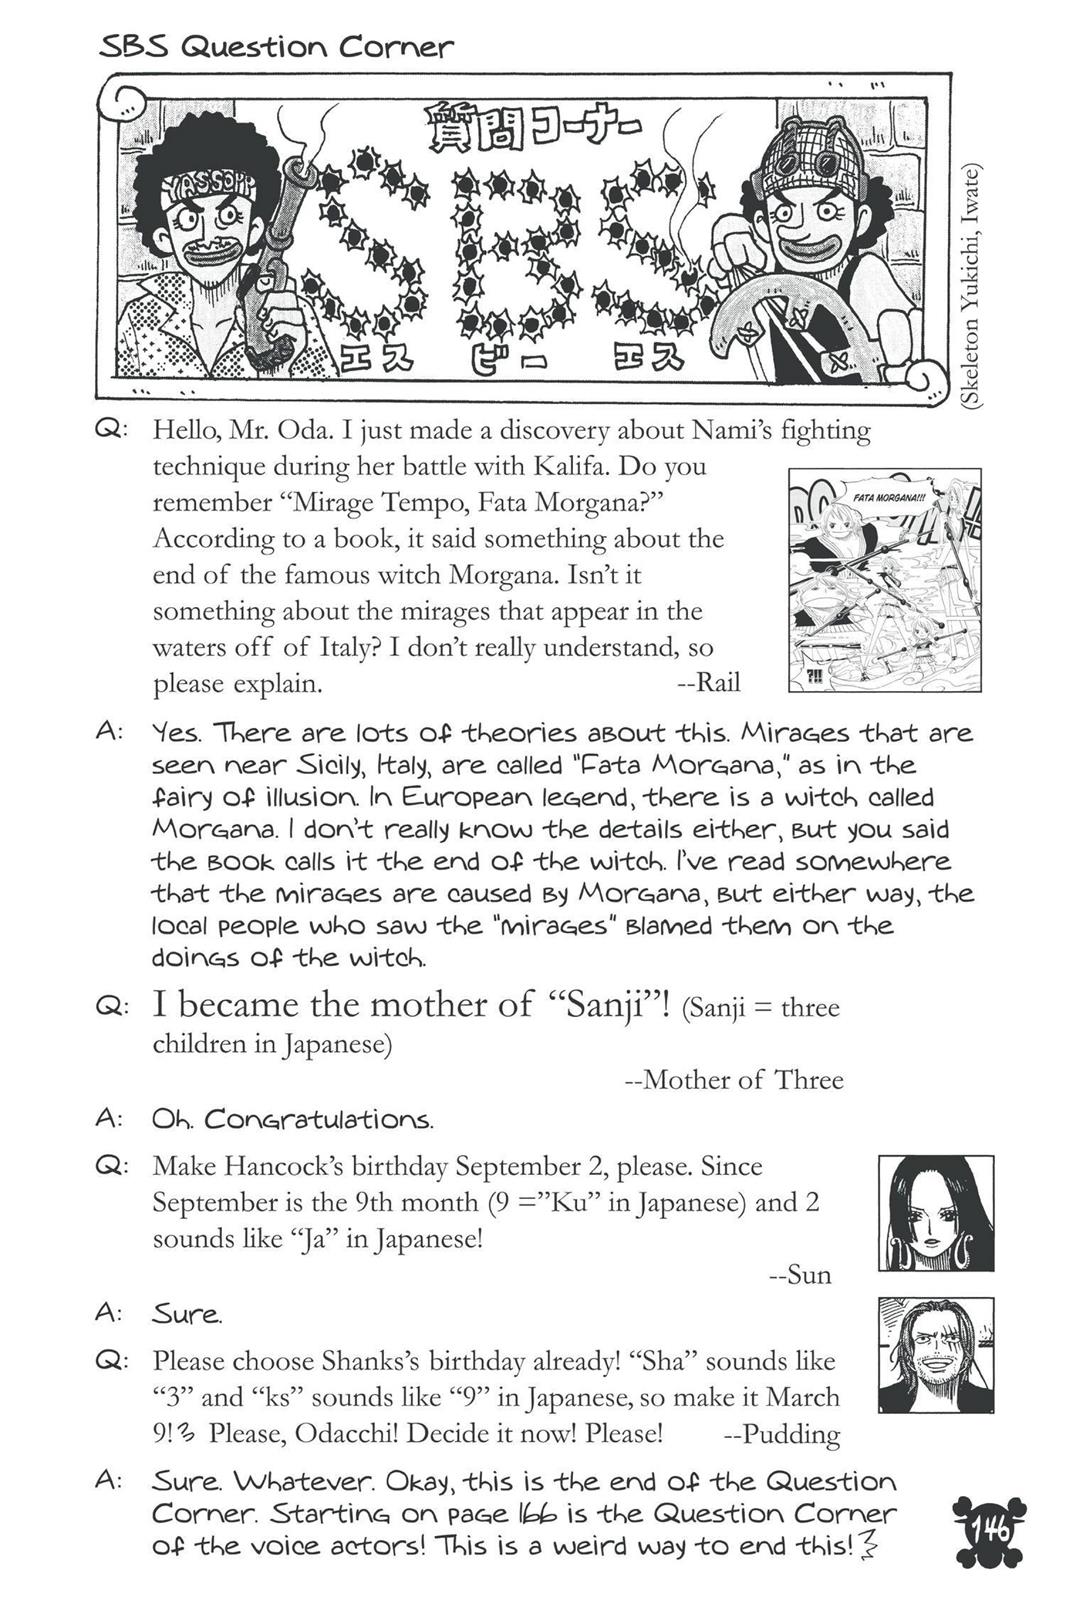 SBS Question Corner
質問コーナー
YASSOPP
SBS
エス ビー エス
(Skeleton Yukichi, Iwate)
Q: Hello, Mr. Oda. I just made a discovery about Nami's fighting
technique during her battle with Kalifa. Do you
remember "Mirage Tempo, Fata Morgana?"
According to a book, it said something about the
end of the famous witch Morgana. Isn't it
something about the mirages that appear in the
waters off of Italy? I don't really understand, so
please explain. --Rail
FATA MORGANA!!!
?!!
A: Yes. There are lots of theories about this. Mirages that are
seen near Sicily, Italy, are called "Fata Morgana," as in the
fairy of illusion. In European legend, there is a witch called
Morgana. I don't really know the details either, but you said
the book calls it the end of the witch. I've read somewhere
that the mirages are caused by Morgana, but either way, the
local people who saw the "mirages" blamed them on the
doings of the witch.
Q: I became the mother of "Sanji"! (Sanji = three
children in Japanese)
--Mother of Three
A: Oh. Congratulations.
Q: Make Hancock's birthday September 2, please. Since
September is the 9th month (9 ="Ku" in Japanese) and 2
sounds like "Ja" in Japanese!
--Sun
A: Sure.
Q: Please choose Shanks's birthday already! "Sha" sounds like
"3" and "ks" sounds like "9" in Japanese, so make it March
9! Please, Odacchi! Decide it now! Please! --Pudding
A: Sure. Whatever. Okay, this is the end of the Question
Corner. Starting on page 166 is the Question Corner
of the voice actors! This is a weird way to end this!
146